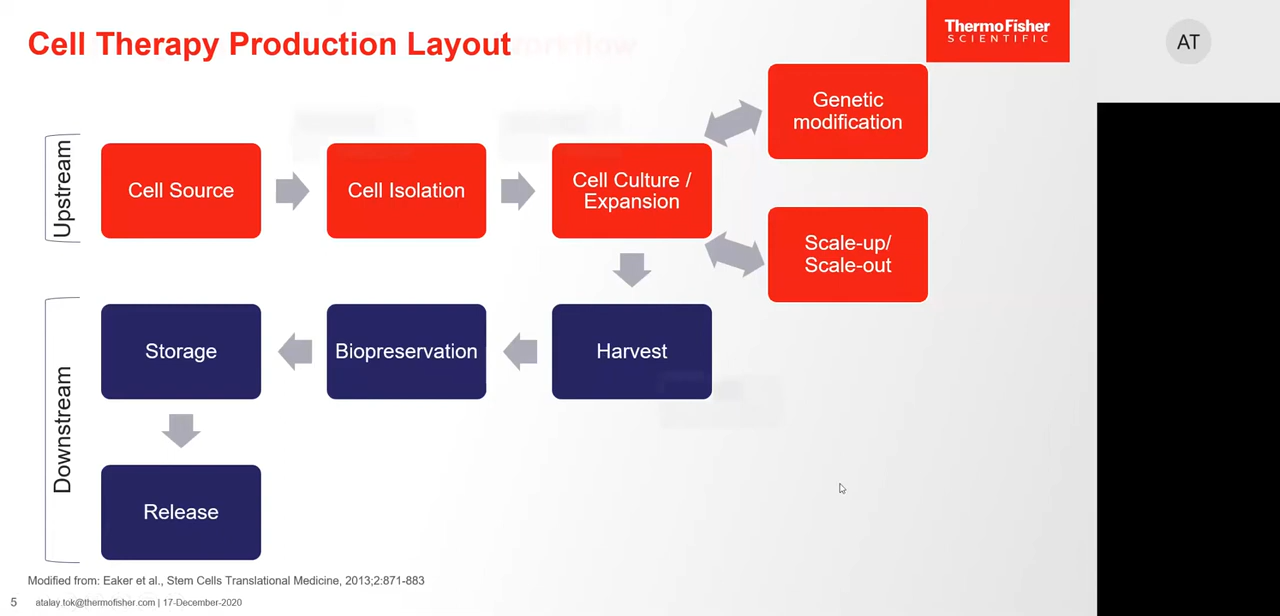 Cell Therapy Production Layout
ThermoFisher
SCIENTIFIC
AT
Upstream
Cell Source
Cell Isolation
Cell Culture /
Expansion
Genetic
modification
Scale-up/
Scale-out
Downstream
Storage
Biopreservation
Harvest
Release
Modified from: Eaker et al., Stem Cells Translational Medicine, 2013;2:871-883
5
atalay.tok@thermofisher.com | 17-December-2020